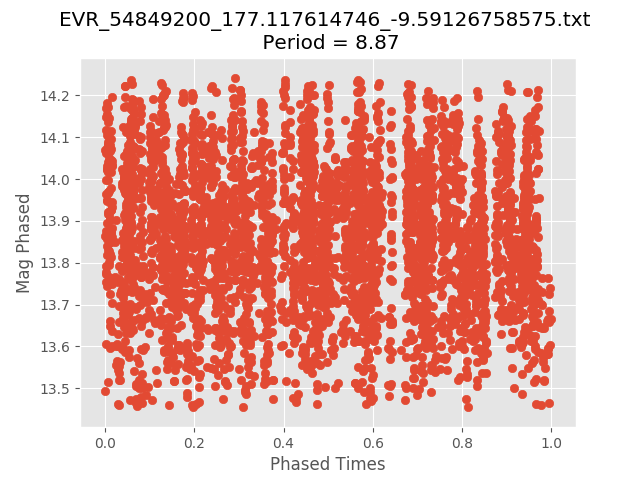 EVR_54849200_177.117614746_-9.59126758575.txt
Period = 8.87
14.2
14.1
14.0
13.9
13.8
13.7
13.6
13.5
Mag Phased
0.0 0.2 0.4 0.6 0.8 1.0
Phased Times